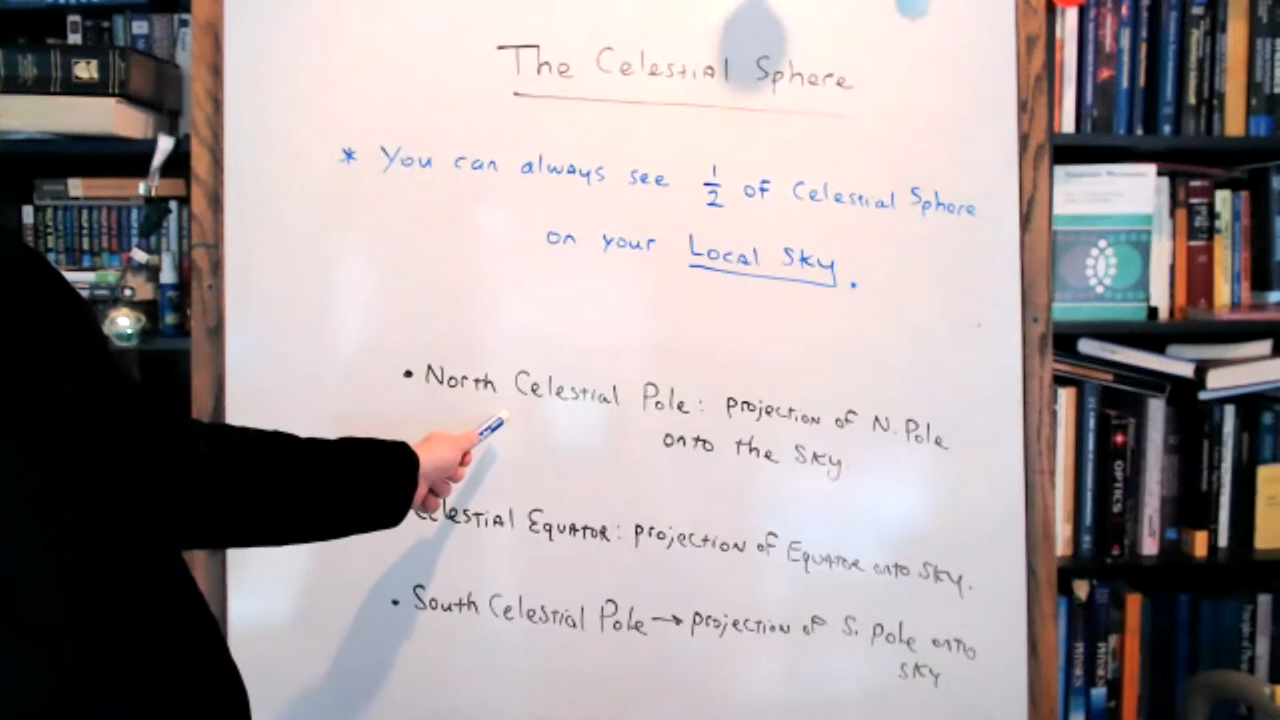 The Celestial Sphere
* You can always see 1/2 of Celestial Sphere
on your Local Sky.
• North Celestial Pole: projection of N. Pole
onto the sky
Celestial Equator: projection of Equator onto sky.
• South Celestial Pole → projection of S. pole onto
sky
OPTICS